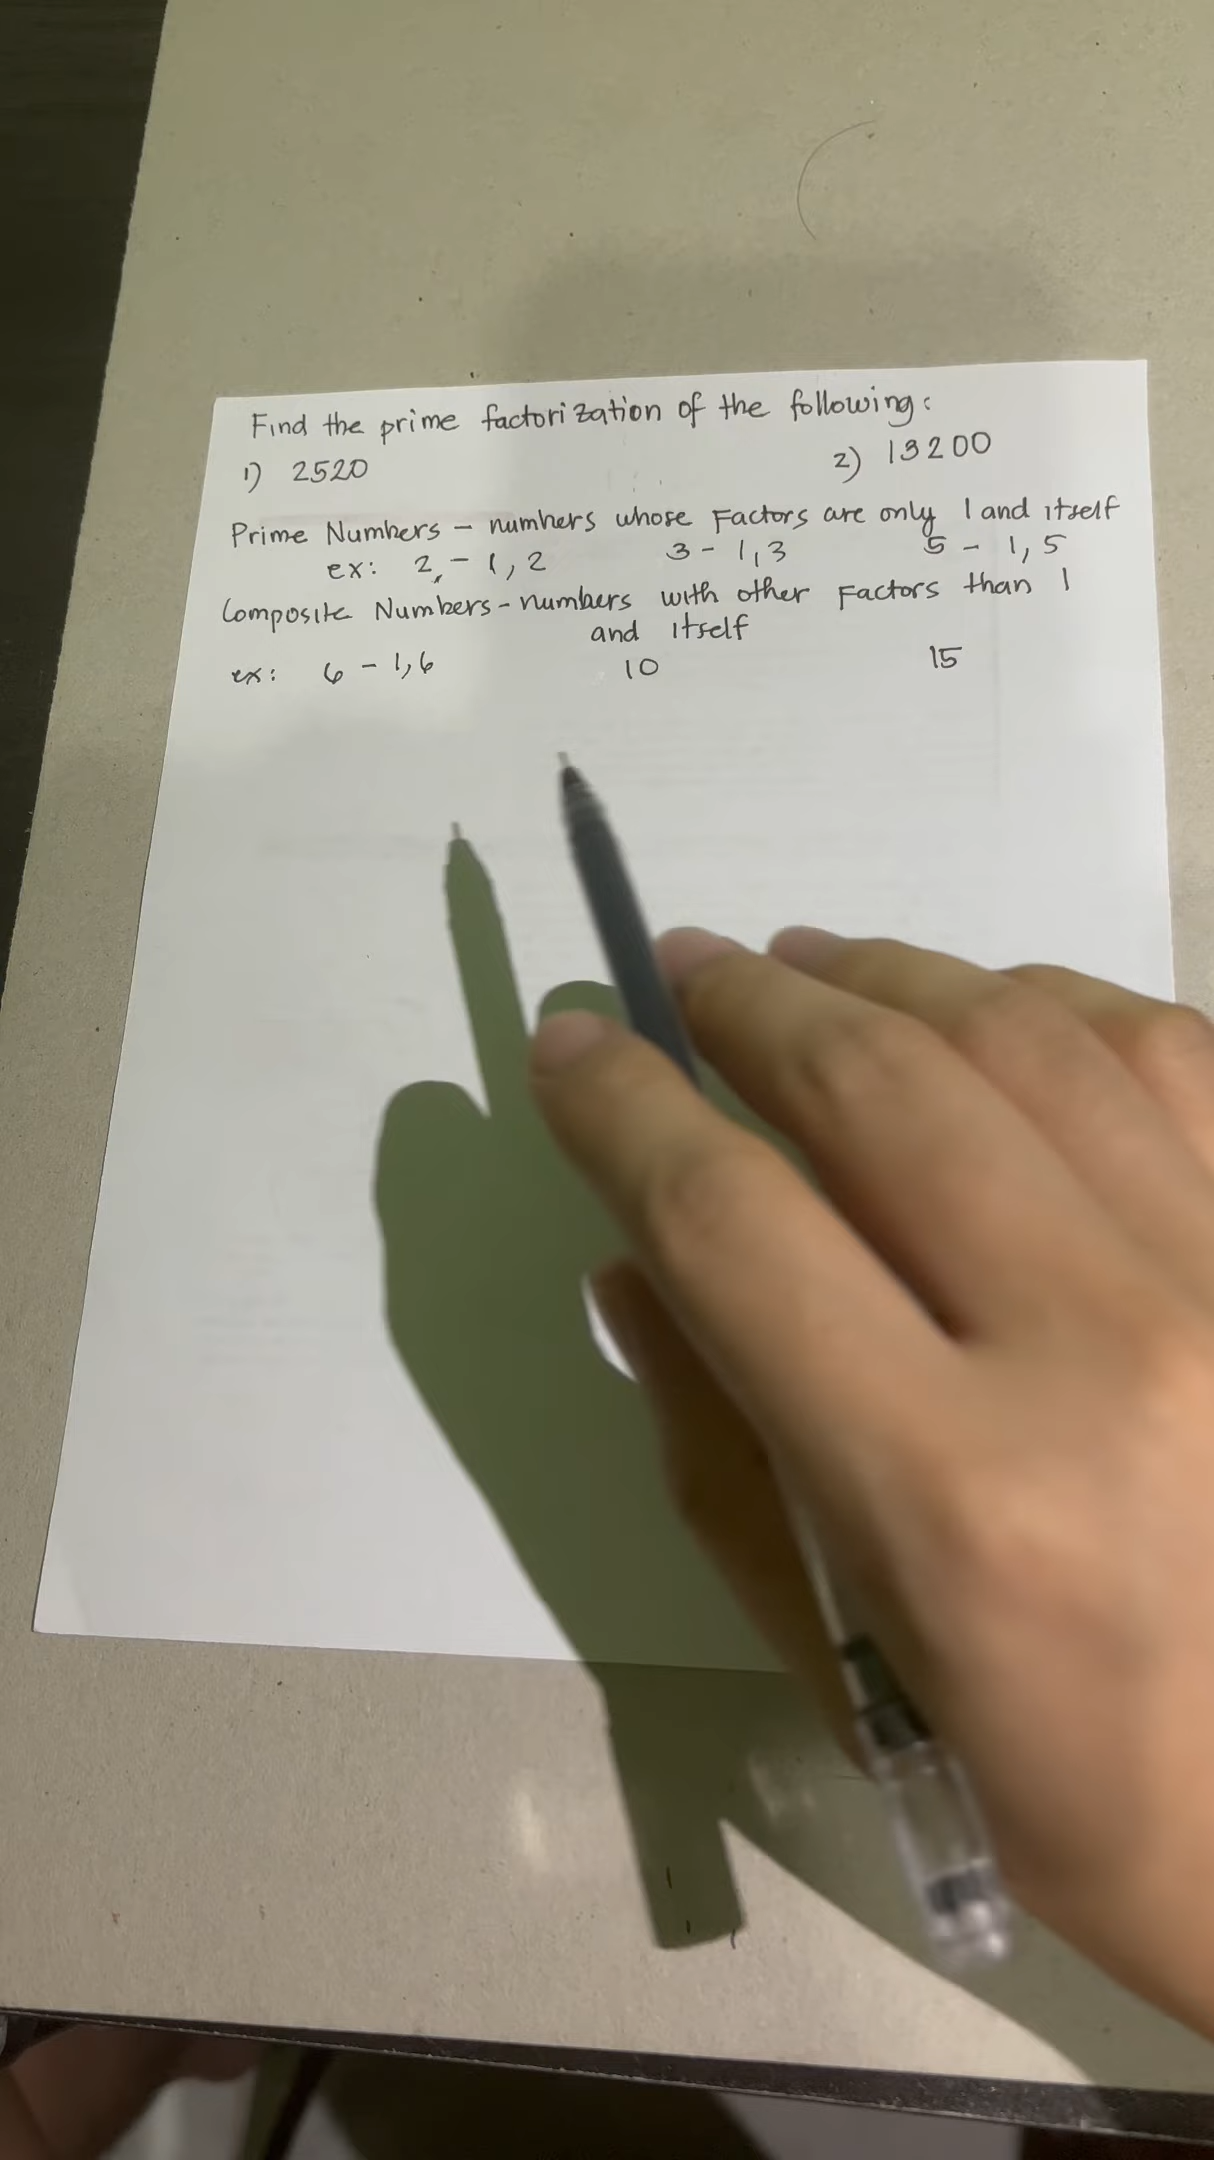 Find the prime factorization of the following:
1) 2520 2) 13200
Prime Numbers - numbers whose Factors are only 1 and itself
ex: 2 - 1, 2 3 - 1, 3 5 - 1, 5
Composite Numbers - numbers with other Factors than 1
and itself
ex: 6 - 1, 6 10 15